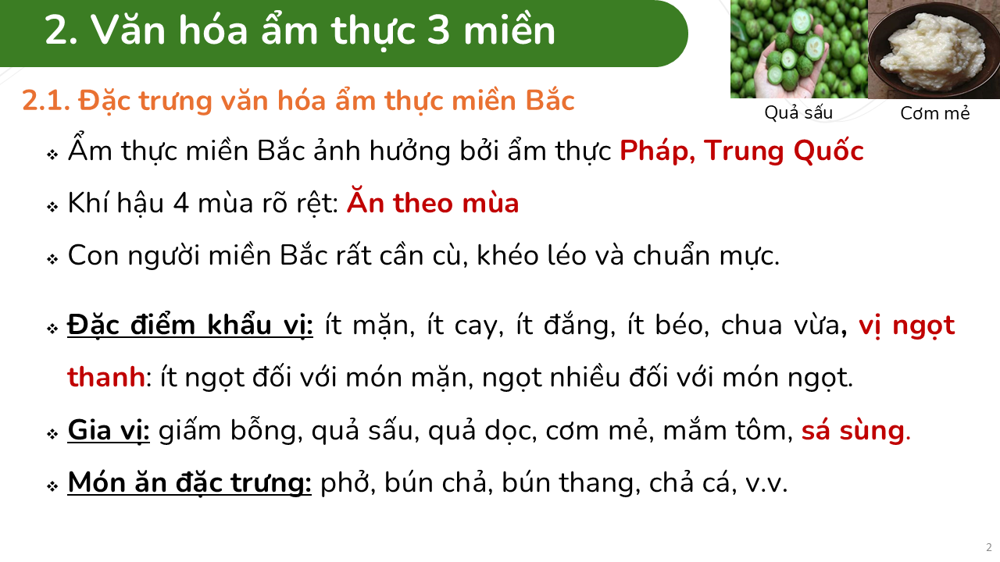 2. Văn hóa ẩm thực 3 miền
2.1. Đặc trưng văn hóa ẩm thực miền Bắc
Quả sấu
Cơm mẻ
❖ Ẩm thực miền Bắc ảnh hưởng bởi ẩm thực Pháp, Trung Quốc
❖ Khí hậu 4 mùa rõ rệt: Ăn theo mùa
❖ Con người miền Bắc rất cần cù, khéo léo và chuẩn mực.
❖ Đặc điểm khẩu vị: ít mặn, ít cay, ít đắng, ít béo, chua vừa, vị ngọt
thanh: ít ngọt đối với món mặn, ngọt nhiều đối với món ngọt.
❖ Gia vị: giấm bỗng, quả sấu, quả dọc, cơm mẻ, mắm tôm, sá sùng.
❖ Món ăn đặc trưng: phở, bún chả, bún thang, chả cá, v.v.
2